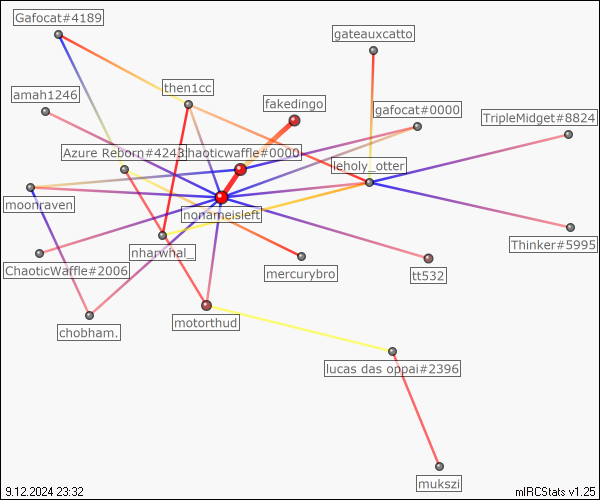 Gafocat#4189
gateauxcatto
amah1246
then1cc
fakedingo
gafocat#0000
TripleMidget#8824
Azure Reborn#4243
haoticwaffle#0000
leholy_otter
moonraven
nonameisleft
nharwhal_
Thinker#5995
ChaoticWaffle#2006
mercurybro
tt532
chobham.
motorthud
lucas das oppai#2396
mukszi
9.12.2024 23:32
mIRCStats v1.25